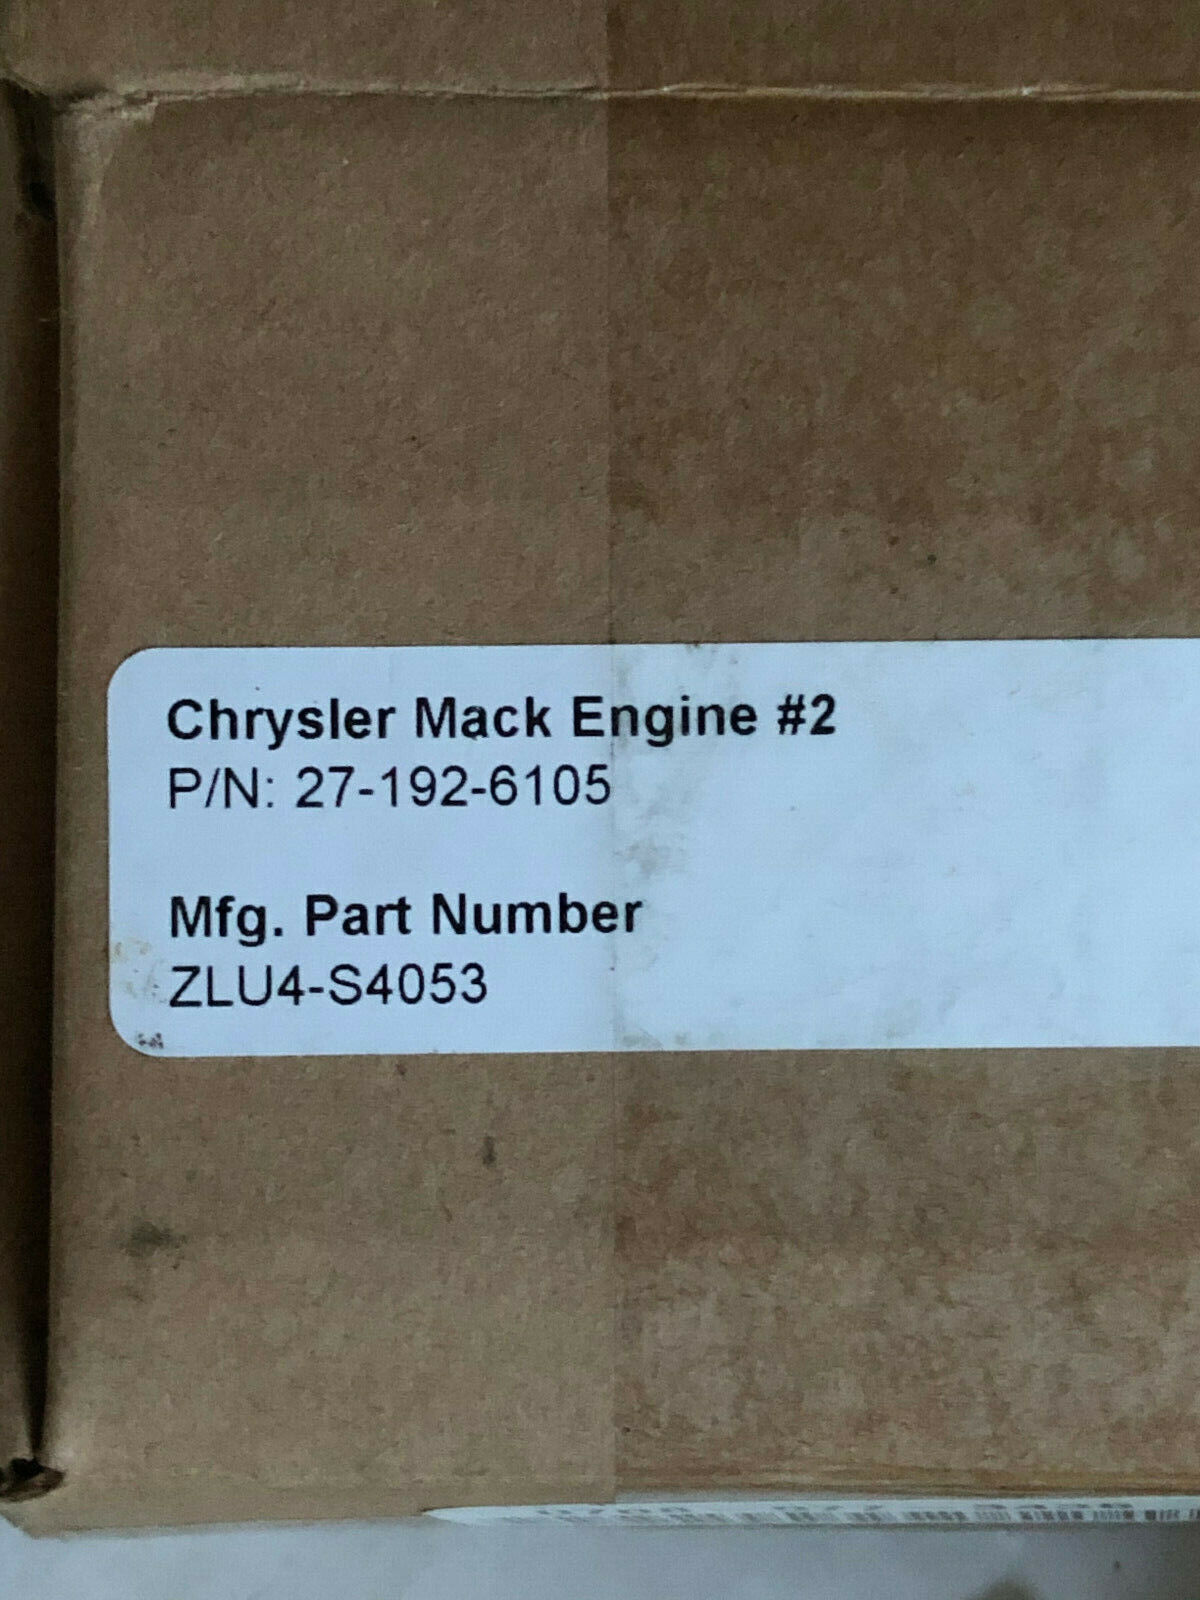 Chrysler Mack Engine #2
P/N: 27-192-6105
Mfg. Part Number
ZLU4-S4053